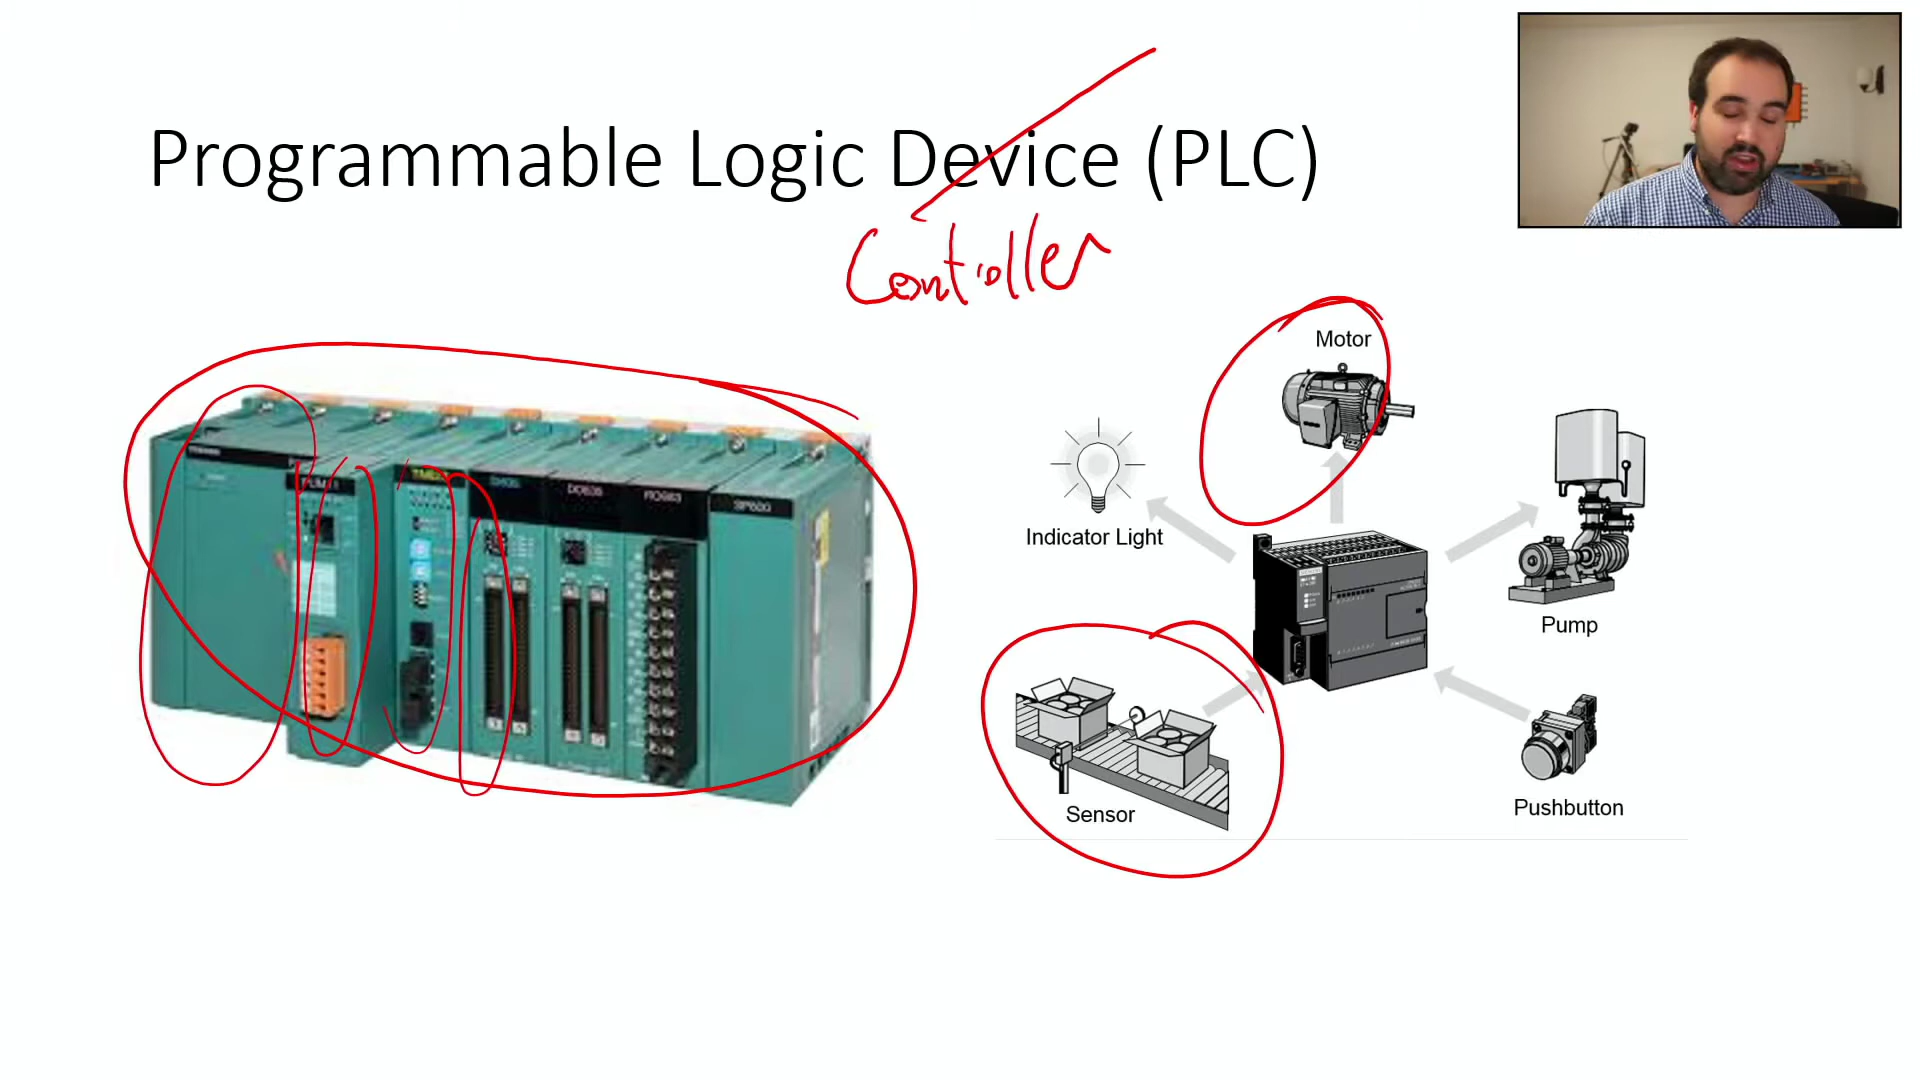 Programmable Logic Device (PLC)
Controller
Motor
Indicator Light
Pump
Sensor
Pushbutton